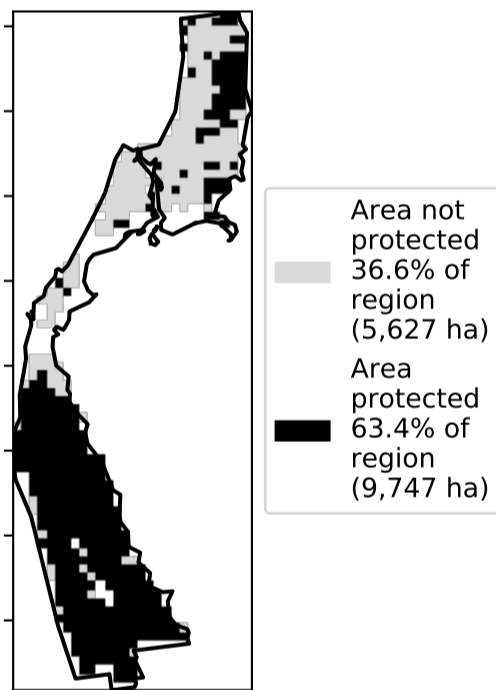 Area not
protected
36.6% of
region
(5,627 ha)
Area
protected
63.4% of
region
(9,747 ha)